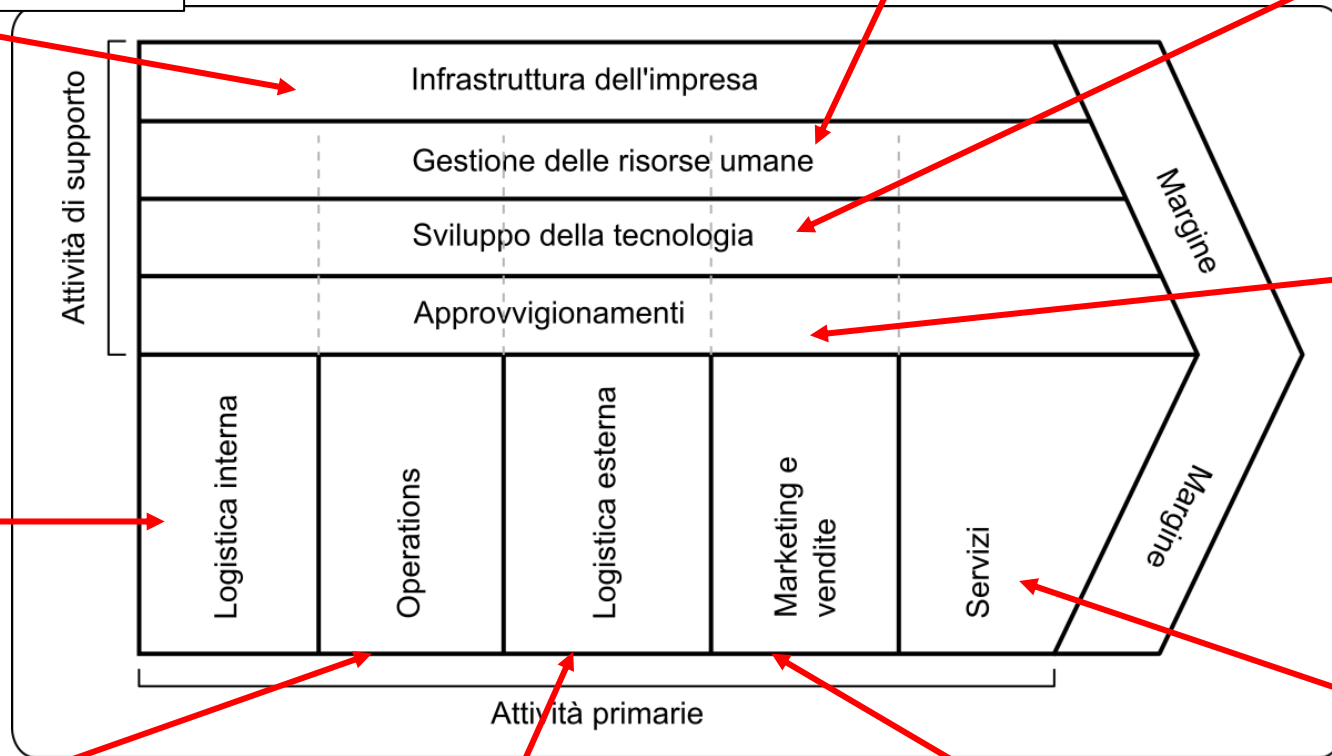 Attività di supporto
Infrastruttura dell'impresa
Gestione delle risorse umane
Sviluppo della tecnologia
Approvvigionamenti
Margine
Logistica interna
Operations
Logistica esterna
Marketing e
vendite
Servizi
Margine
Attività primarie